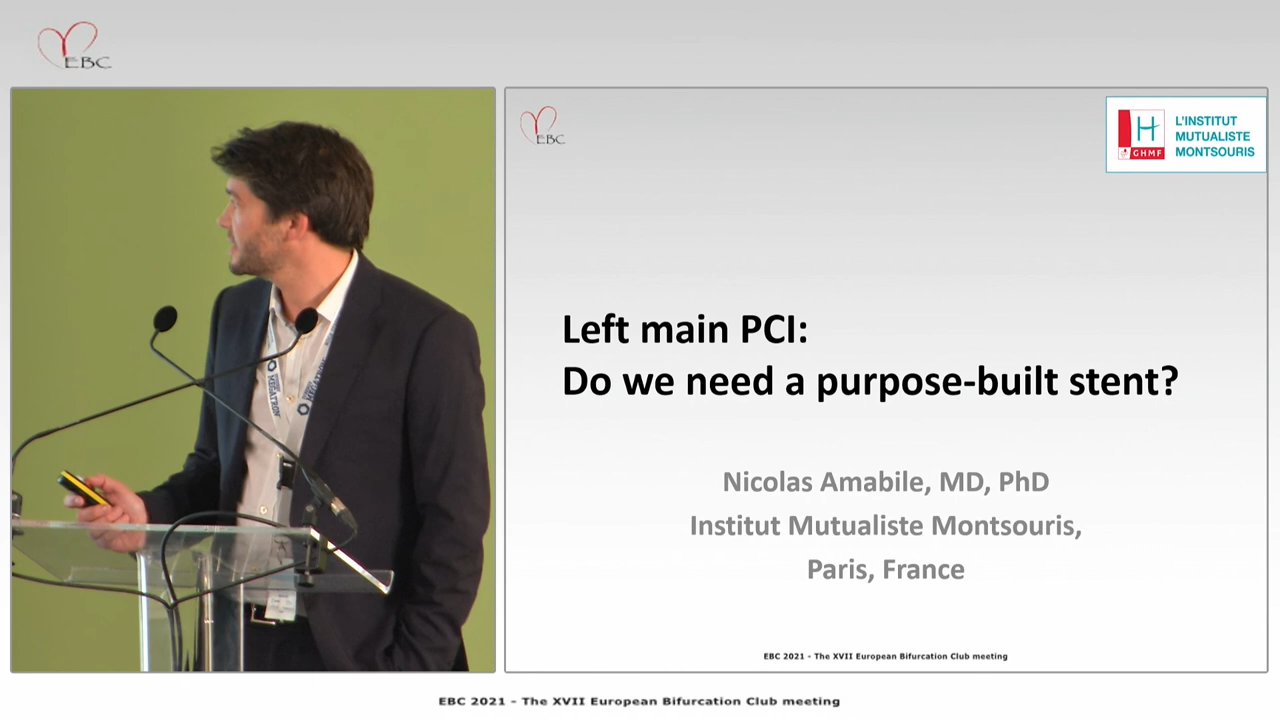 EBC
EBC
GHMF
L'INSTITUT
MUTUALISTE
MONTSOURIS
Left main PCI:
Do we need a purpose-built stent?
Nicolas Amabile, MD, PhD
Institut Mutualiste Montsouris,
Paris, France
EBC 2021 - The XVII European Bifurcation Club meeting
MEGATRON
MEGATRON
EBC 2021 - The XVII European Bifurcation Club meeting